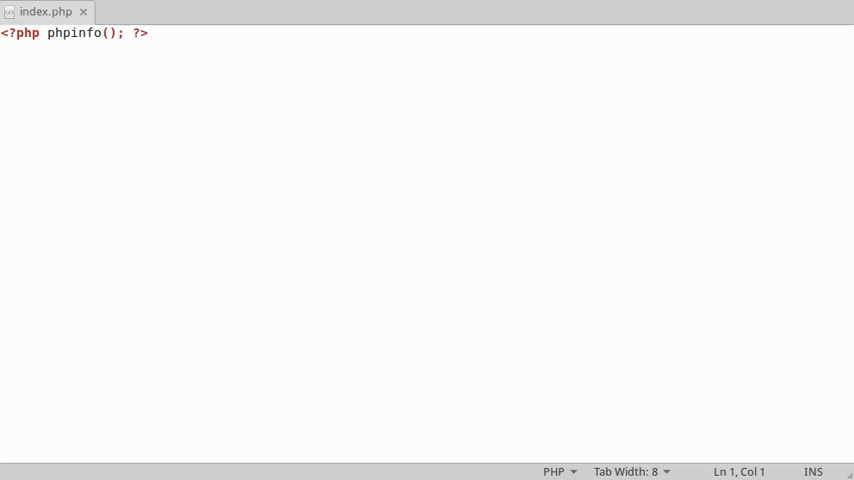 index.php
<?php phpinfo(); ?>
PHP Tab Width: 8 Ln 1, Col 1 INS